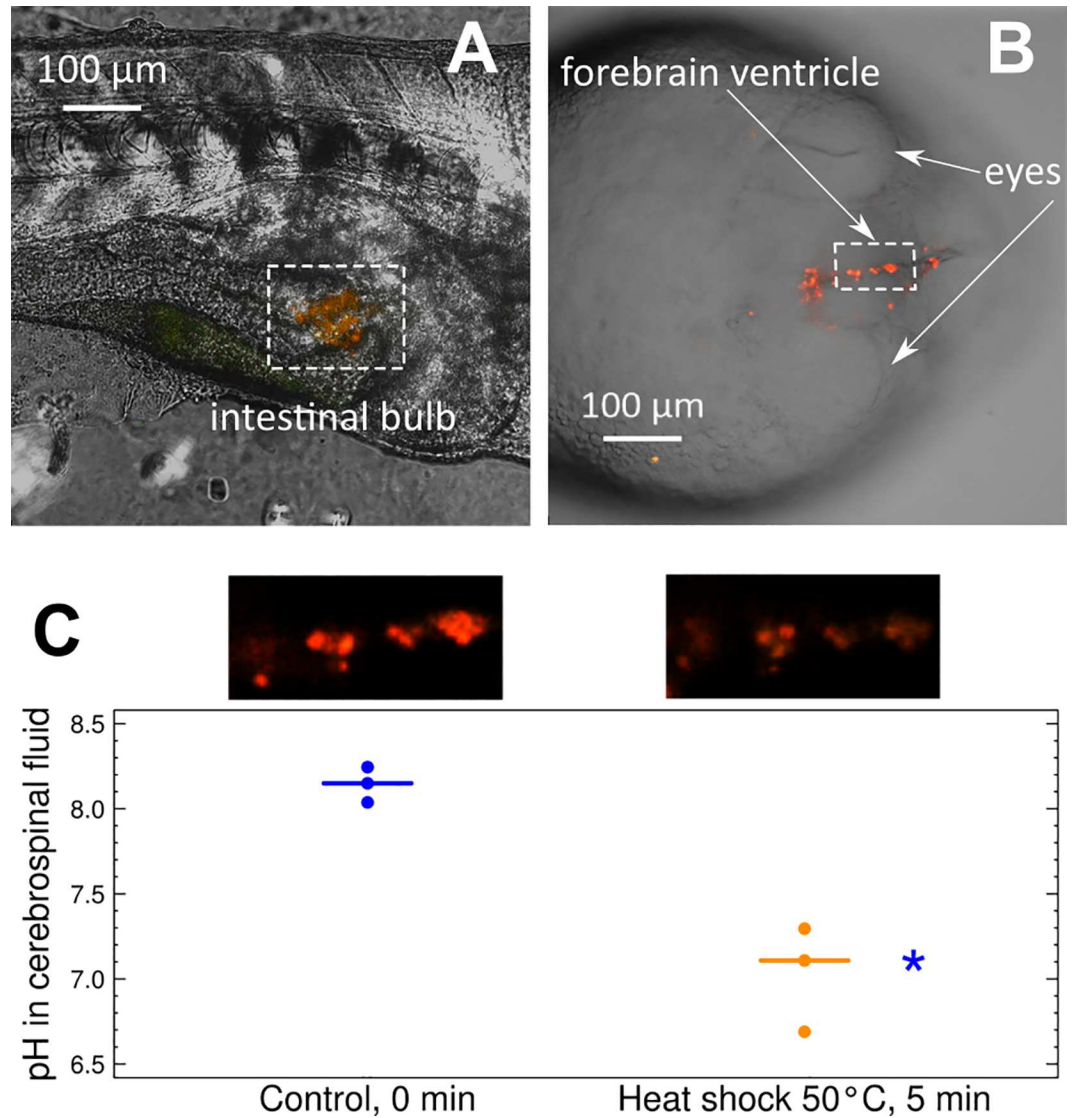 A
100 µm
intestinal bulb
B
forebrain ventricle
eyes
100 µm
C
pH in cerebrospinal fluid
8.5
8.0
7.5
7.0
6.5
*
Control, 0 min
Heat shock 50°C, 5 min